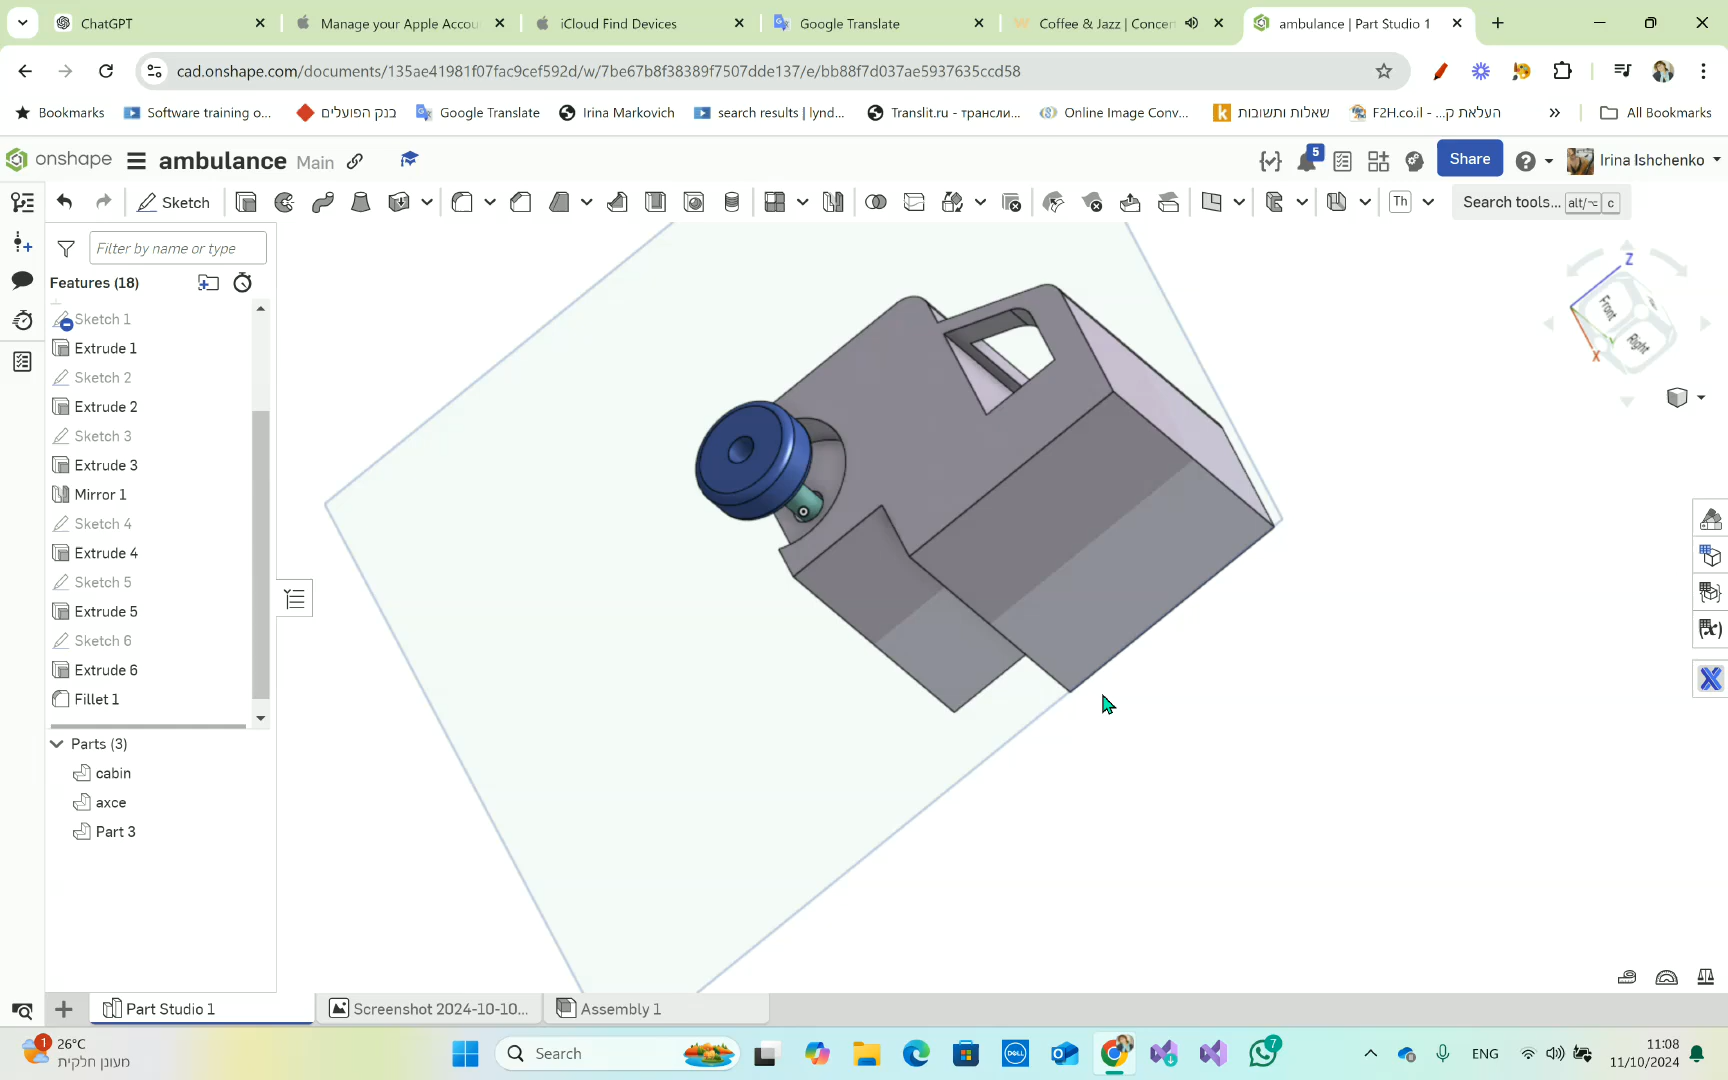 ChatGPT
Manage your Apple Accou
iCloud Find Devices
Google Translate
Coffee & Jazz | Concer
ambulance | Part Studio 1
cad.onshape.com/documents/135ae41981f07fac9cef592d/w/7be67b8f38389f7507dde137/e/bb88f7d037ae5937635ccd58
Bookmarks
Software training o...
בנק הפועלים
Google Translate
Irina Markovich
search results | lynd...
Translit.ru - трансли...
Online Image Conv...
שאלות ותשובות
F2H.co.il - ...העלאת ק
»
All Bookmarks
onshape
ambulance Main
5
Share
Irina Ishchenko
Sketch
Th
Search tools... alt/⌥ c
Filter by name or type
Features (18)
Sketch 1
Extrude 1
Sketch 2
Extrude 2
Sketch 3
Extrude 3
Mirror 1
Sketch 4
Extrude 4
Sketch 5
Extrude 5
Sketch 6
Extrude 6
Fillet 1
Parts (3)
cabin
axce
Part 3
Z
Front
Right
X
(x)
Part Studio 1
Screenshot 2024-10-10...
Assembly 1
1
26°C
מעונן חלקית
Search
DELL
7
ENG
11:08
11/10/2024